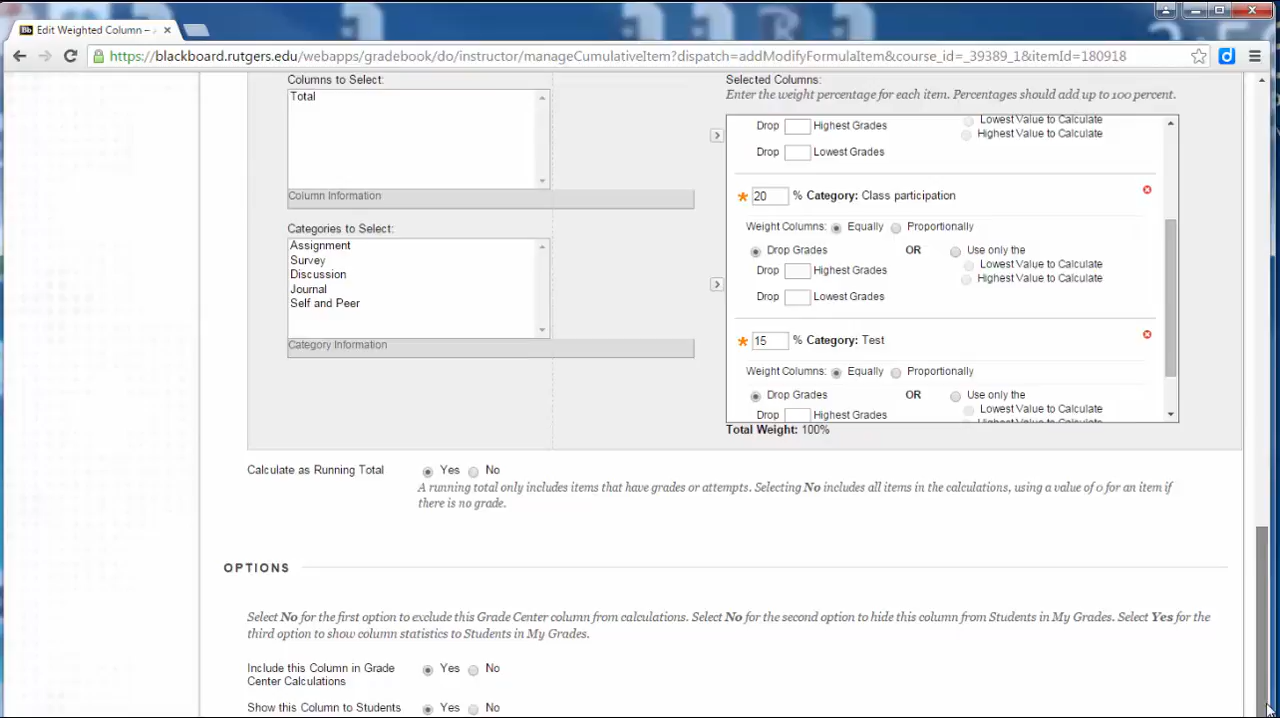 Edit Weighted Column –
https://blackboard.rutgers.edu/webapps/gradebook/do/instructor/manageCumulativeItem?dispatch=addModifyFormulaItem&course_id=_39389_1&itemId=180918
Columns to Select:
Total
Column Information
Categories to Select:
Assignment
Survey
Discussion
Journal
Self and Peer
Category Information
Selected Columns:
Enter the weight percentage for each item. Percentages should add up to 100 percent.
Drop Highest Grades
Lowest Value to Calculate
Highest Value to Calculate
Drop Lowest Grades
20 % Category: Class participation
Weight Columns: Equally Proportionally
Drop Grades OR Use only the
Lowest Value to Calculate
Drop Highest Grades
Highest Value to Calculate
Drop Lowest Grades
15 % Category: Test
Weight Columns: Equally Proportionally
Drop Grades OR Use only the
Lowest Value to Calculate
Drop Highest Grades
Highest Value to Calculate
Total Weight: 100%
Calculate as Running Total Yes No
A running total only includes items that have grades or attempts. Selecting No includes all items in the calculations, using a value of 0 for an item if
there is no grade.
OPTIONS
Select No for the first option to exclude this Grade Center column from calculations. Select No for the second option to hide this column from Students in My Grades. Select Yes for the
third option to show column statistics to Students in My Grades.
Include this Column in Grade Yes No
Center Calculations
Show this Column to Students Yes No